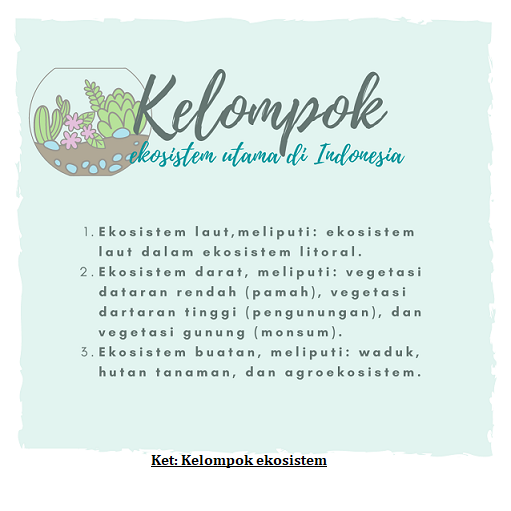 Kelompok
ekosistem utama di Indonesia
1. Ekosistem laut,meliputi: ekosistem
laut dalam ekosistem litoral.
2. Ekosistem darat, meliputi: vegetasi
dataran rendah (pamah), vegetasi
dartaran tinggi (pengunungan), dan
vegetasi gunung (monsum).
3. Ekosistem buatan, meliputi: waduk,
hutan tanaman, dan agroekosistem.
Ket: Kelompok ekosistem